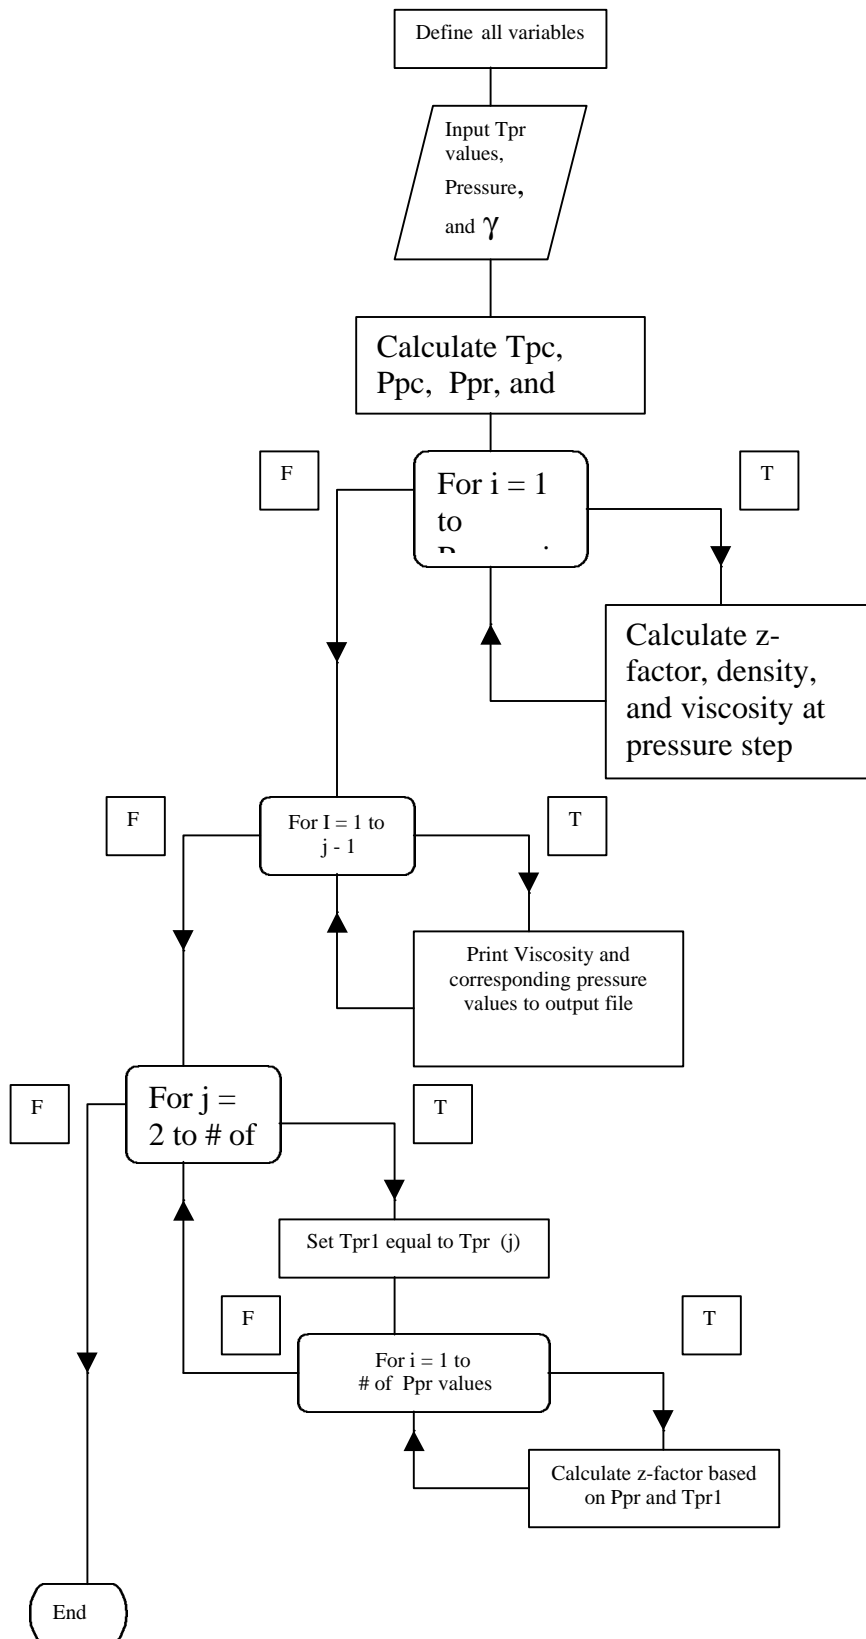 Define all variables
Input Tpr
values,
Pressure,
and γ
Calculate Tpc,
Ppc, Ppr, and
F
For i = 1
to
T
Calculate z-
factor, density,
and viscosity at
pressure step
F
For I = 1 to
j - 1
T
Print Viscosity and
corresponding pressure
values to output file
F
For j =
2 to # of
T
Set Tpr1 equal to Tpr (j)
F
For i = 1 to
# of Ppr values
T
Calculate z-factor based
on Ppr and Tpr1
End